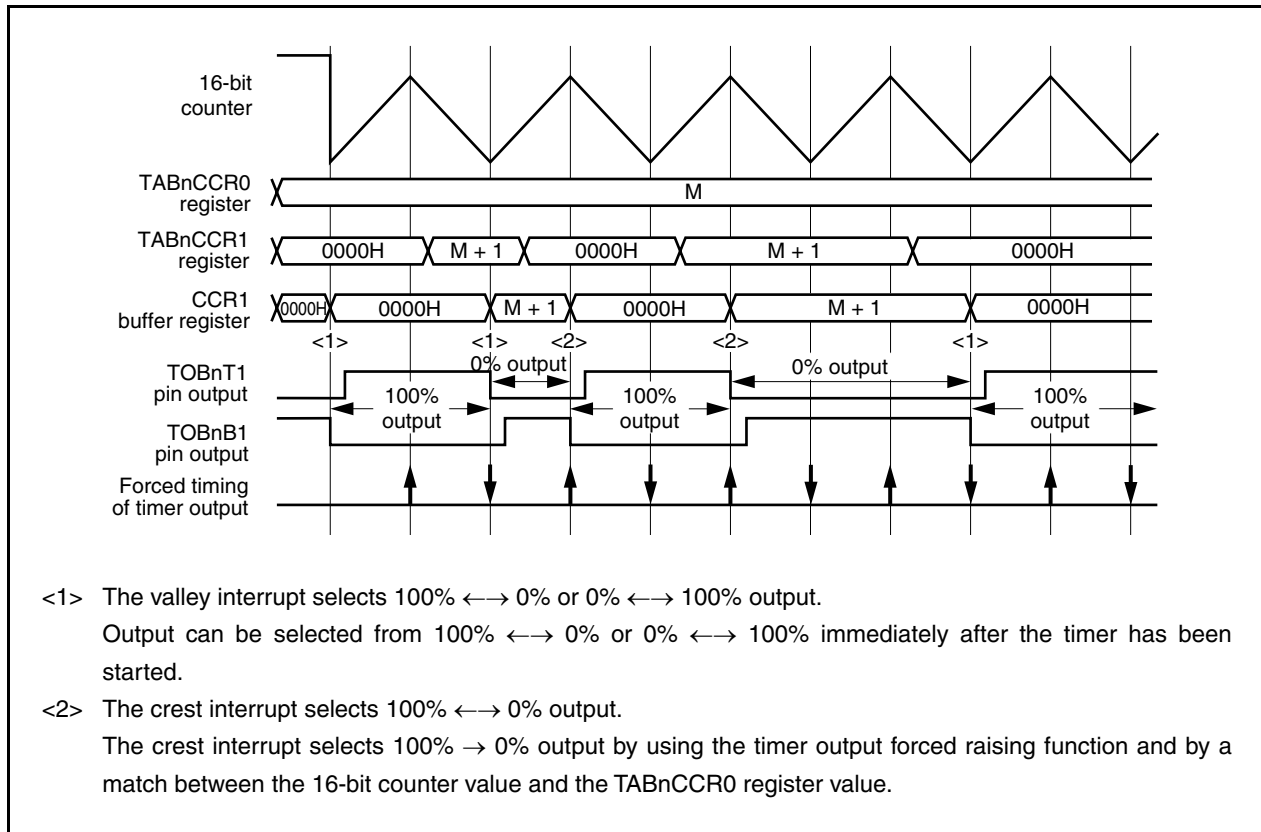 16-bit
counter
TABnCCR0
register
M
TABnCCR1
register
0000H M + 1 0000H M + 1 0000H
CCR1
buffer register
0000H 0000H M + 1 0000H M + 1 0000H
<1> <1> <2> <2> <1>
TOBnT1
pin output
0% output 0% output
100%
output
100%
output
100%
output
TOBnB1
pin output
Forced timing
of timer output
<1> The valley interrupt selects 100% ←→ 0% or 0% ←→ 100% output.
Output can be selected from 100% ←→ 0% or 0% ←→ 100% immediately after the timer has been
started.
<2> The crest interrupt selects 100% ←→ 0% output.
The crest interrupt selects 100% → 0% output by using the timer output forced raising function and by a
match between the 16-bit counter value and the TABnCCR0 register value.